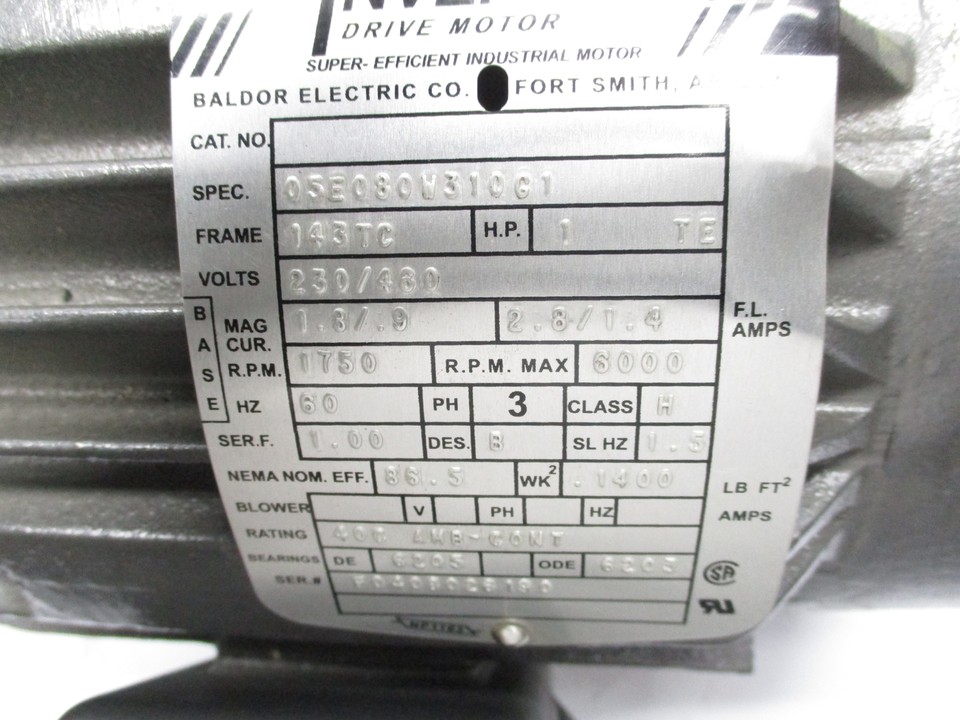 DRIVE MOTOR
SUPER- EFFICIENT INDUSTRIAL MOTOR
BALDOR ELECTRIC CO. FORT SMITH,
CAT. NO.
SPEC. 05E080W310G1
FRAME 143TC H.P. 1 TE
VOLTS 230/460
BASE
MAG CUR. 1.8/.9 2.8/1.4 F.L. AMPS
R.P.M. 1750 R.P.M. MAX 6000
HZ 60 PH 3 CLASS H
SER.F. 1.00 DES. B SL HZ 1.5
NEMA NOM. EFF. 86.5 WK2 .1400 LB FT2
BLOWER V PH HZ AMPS
RATING 40C AMB-CONT
BEARINGS DE 6205 ODE 6203
SER.#